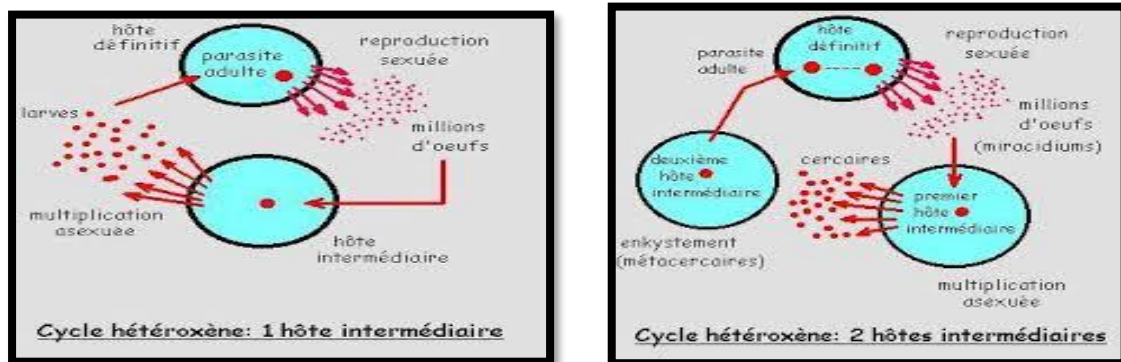 hôte
définitif
parasite
adulte
reproduction
sexuée
larves
millions
d'oeufs
multiplication
asexuée
hôte
intermédiaire
Cycle hétéroxène: 1 hôte intermédiaire
hôte
définitif
parasite
adulte
reproduction
sexuée
millions
d'oeufs
(miracidiums)
cercaires
deuxième
hôte
intermédiaire
premier
hôte
intermédiaire
enkystement
(métacercaires)
multiplication
asexuée
Cycle hétéroxène: 2 hôtes intermédiaires